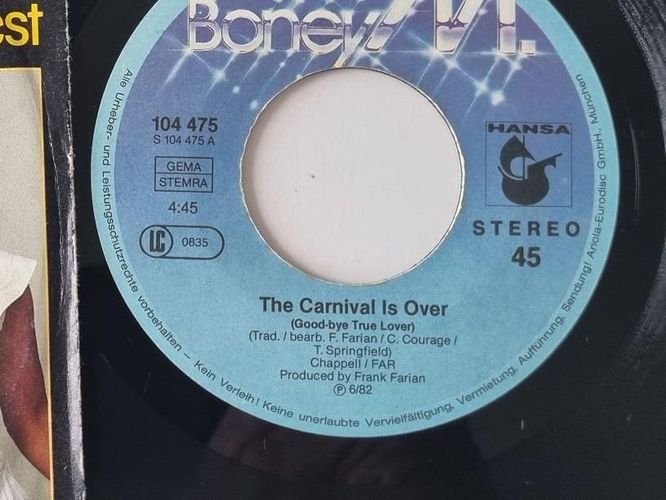 est
Boney M.
104 475
S 104 475 A
GEMA
STEMRA
4:45
LC 0835
HANSA
STEREO
45
The Carnival Is Over
(Good-bye True Lover)
(Trad. / bearb. F. Farian / C. Courage /
T. Springfield)
Chappell / FAR
Produced by Frank Farian
℗ 6/82
Alle Urheber- und Leistungsschutzrechte vorbehalten – Kein Verleih! Keine unerlaubte Vervielfältigung, Vermietung, Aufführung, Sendung! Ariola-Eurodisc GmbH., München